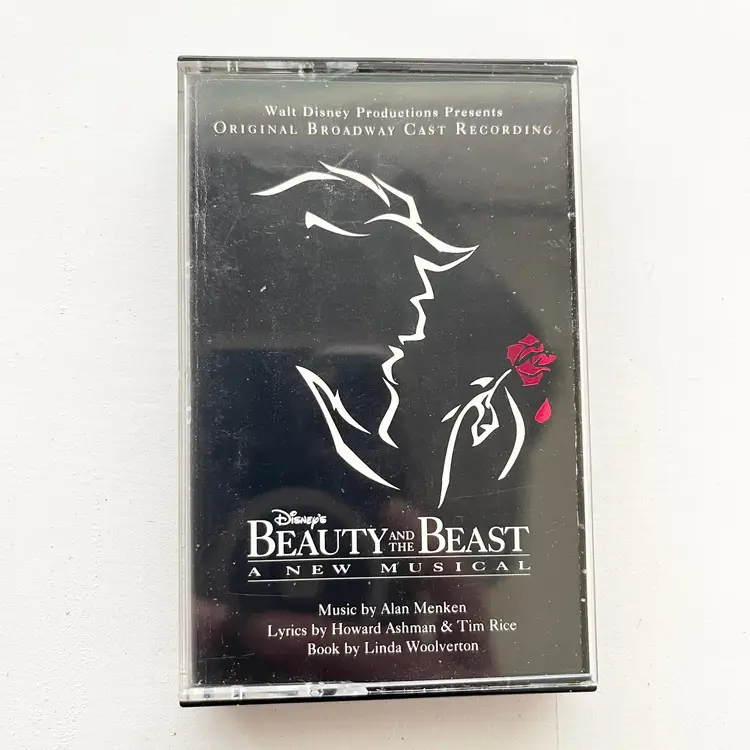 Walt Disney Productions Presents
Original Broadway Cast Recording
Disney's
Beauty and the Beast
A New Musical
Music by Alan Menken
Lyrics by Howard Ashman & Tim Rice
Book by Linda Woolverton